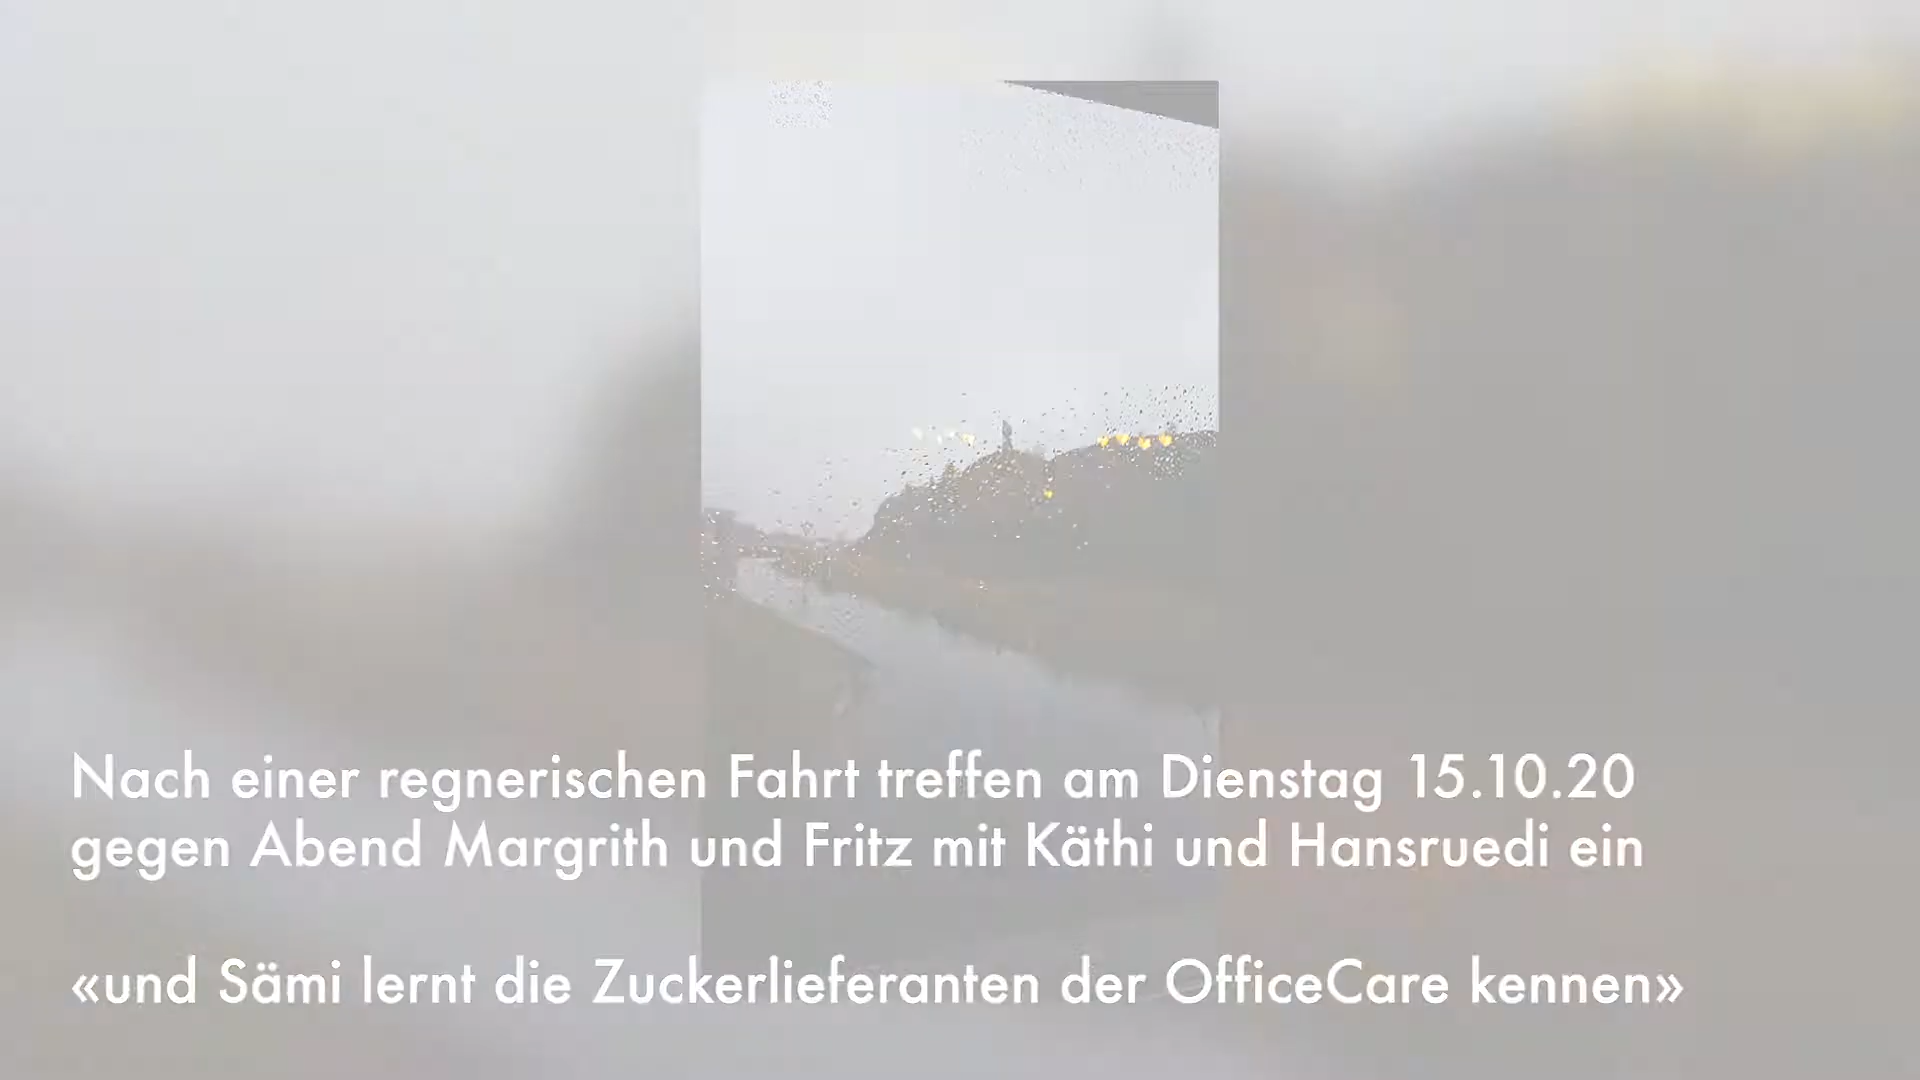 Nach einer regnerischen Fahrt treffen am Dienstag 15.10.20
gegen Abend Margrith und Fritz mit Käthi und Hansruedi ein
«und Sämi lernt die Zuckerlieferanten der OfficeCare kennen»